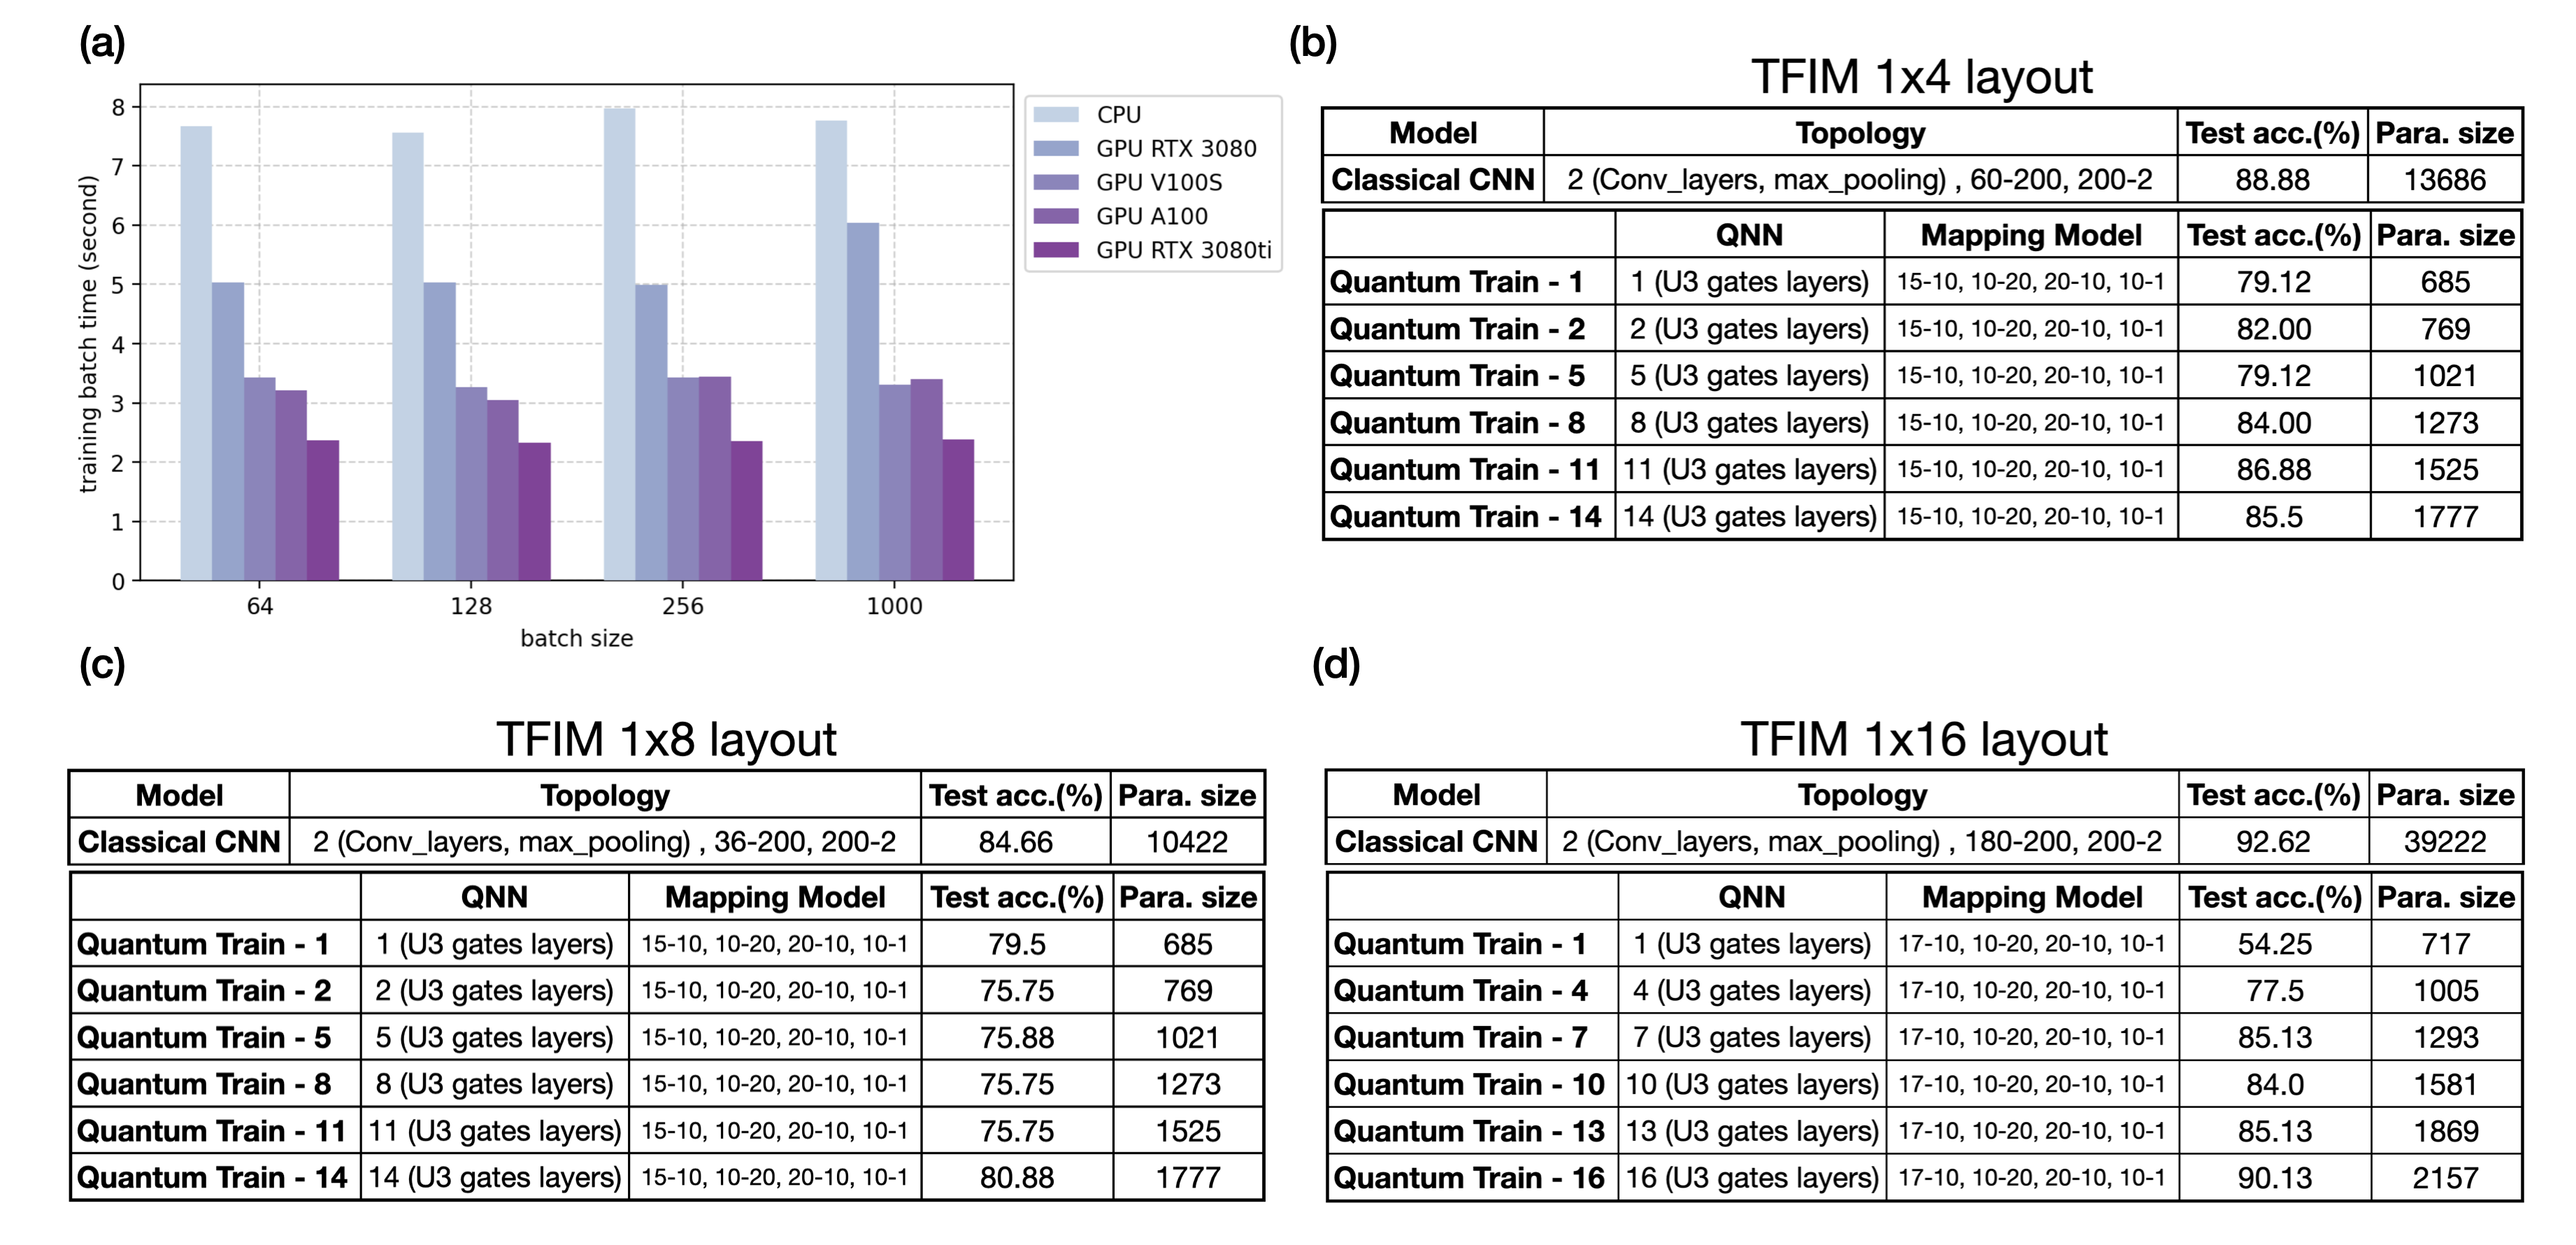 (a)
8
7
6
5
4
3
2
1
0
training batch time (second)
64 128 256 1000
batch size
CPU
GPU RTX 3080
GPU V100S
GPU A100
GPU RTX 3080ti
(b)
TFIM 1x4 layout
Model Topology Test acc.(%) Para. size
Classical CNN 2 (Conv_layers, max_pooling) , 60-200, 200-2 88.88 13686
QNN Mapping Model Test acc.(%) Para. size
Quantum Train - 1 1 (U3 gates layers) 15-10, 10-20, 20-10, 10-1 79.12 685
Quantum Train - 2 2 (U3 gates layers) 15-10, 10-20, 20-10, 10-1 82.00 769
Quantum Train - 5 5 (U3 gates layers) 15-10, 10-20, 20-10, 10-1 79.12 1021
Quantum Train - 8 8 (U3 gates layers) 15-10, 10-20, 20-10, 10-1 84.00 1273
Quantum Train - 11 11 (U3 gates layers) 15-10, 10-20, 20-10, 10-1 86.88 1525
Quantum Train - 14 14 (U3 gates layers) 15-10, 10-20, 20-10, 10-1 85.5 1777
(c)
TFIM 1x8 layout
Model Topology Test acc.(%) Para. size
Classical CNN 2 (Conv_layers, max_pooling) , 36-200, 200-2 84.66 10422
QNN Mapping Model Test acc.(%) Para. size
Quantum Train - 1 1 (U3 gates layers) 15-10, 10-20, 20-10, 10-1 79.5 685
Quantum Train - 2 2 (U3 gates layers) 15-10, 10-20, 20-10, 10-1 75.75 769
Quantum Train - 5 5 (U3 gates layers) 15-10, 10-20, 20-10, 10-1 75.88 1021
Quantum Train - 8 8 (U3 gates layers) 15-10, 10-20, 20-10, 10-1 75.75 1273
Quantum Train - 11 11 (U3 gates layers) 15-10, 10-20, 20-10, 10-1 75.75 1525
Quantum Train - 14 14 (U3 gates layers) 15-10, 10-20, 20-10, 10-1 80.88 1777
(d)
TFIM 1x16 layout
Model Topology Test acc.(%) Para. size
Classical CNN 2 (Conv_layers, max_pooling) , 180-200, 200-2 92.62 39222
QNN Mapping Model Test acc.(%) Para. size
Quantum Train - 1 1 (U3 gates layers) 17-10, 10-20, 20-10, 10-1 54.25 717
Quantum Train - 4 4 (U3 gates layers) 17-10, 10-20, 20-10, 10-1 77.5 1005
Quantum Train - 7 7 (U3 gates layers) 17-10, 10-20, 20-10, 10-1 85.13 1293
Quantum Train - 10 10 (U3 gates layers) 17-10, 10-20, 20-10, 10-1 84.0 1581
Quantum Train - 13 13 (U3 gates layers) 17-10, 10-20, 20-10, 10-1 85.13 1869
Quantum Train - 16 16 (U3 gates layers) 17-10, 10-20, 20-10, 10-1 90.13 2157